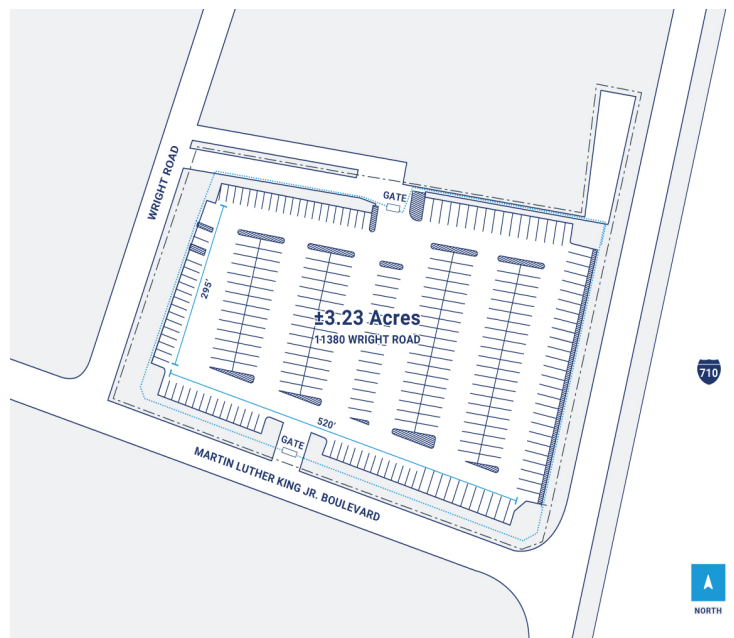 GATE
WRIGHT ROAD
295'
±3.23 Acres
11380 WRIGHT ROAD
710
520'
GATE
MARTIN LUTHER KING JR. BOULEVARD
NORTH